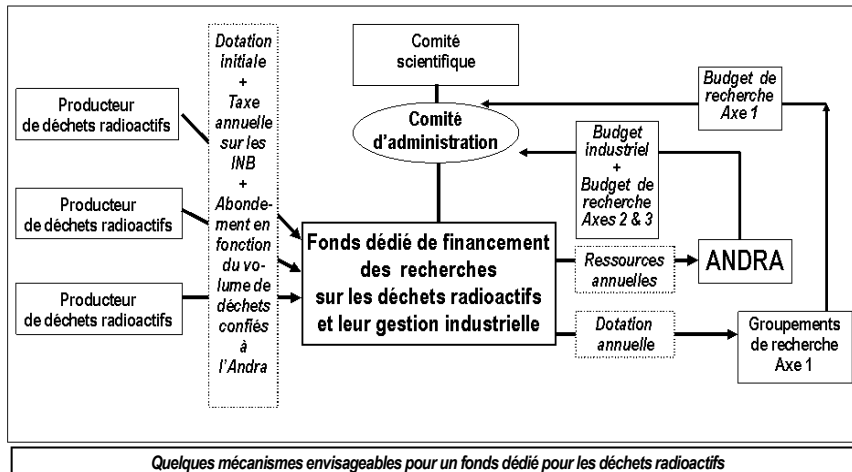 Producteur
de déchets radioactifs
Producteur
de déchets radioactifs
Producteur
de déchets radioactifs
Dotation
initiale
+
Taxe
annuelle
sur les
INB
+
Abonde-
ment en
fonction
du vo-
lume de
déchets
confiés
à
l'Andra
Comité
scientifique
Comité
d'administration
Fonds dédié de financement
des recherches
sur les déchets radioactifs
et leur gestion industrielle
Budget
industriel
+
Budget de
recherche
Axes 2 & 3
Budget de
recherche
Axe 1
Ressources
annuelles
ANDRA
Dotation
annuelle
Groupements
de recherche
Axe 1
Quelques mécanismes envisageables pour un fonds dédié pour les déchets radioactifs